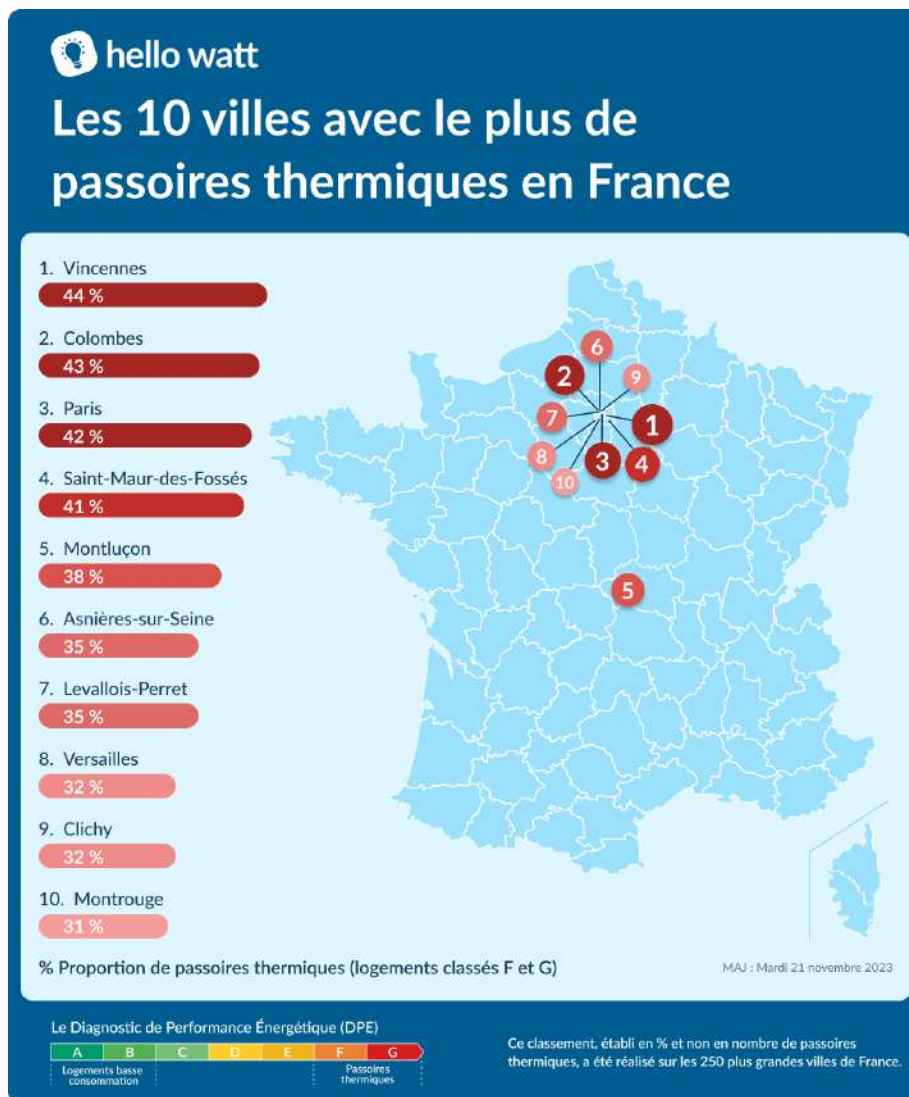 hello watt
Les 10 villes avec le plus de
passoires thermiques en France
1. Vincennes
44 %
2. Colombes
43 %
3. Paris
42 %
4. Saint-Maur-des-Fossés
41 %
5. Montluçon
38 %
6. Asnières-sur-Seine
35 %
7. Levallois-Perret
35 %
8. Versailles
32 %
9. Clichy
32 %
10. Montrouge
31 %
6
2
9
7
1
8
3
4
10
5
% Proportion de passoires thermiques (logements classés F et G)
MAJ : Mardi 21 novembre 2023
Le Diagnostic de Performance Énergétique (DPE)
A B C D E F G
Logements basse
consommation
Passoires
thermiques
Ce classement, établi en % et non en nombre de passoires
thermiques, a été réalisé sur les 250 plus grandes villes de France.